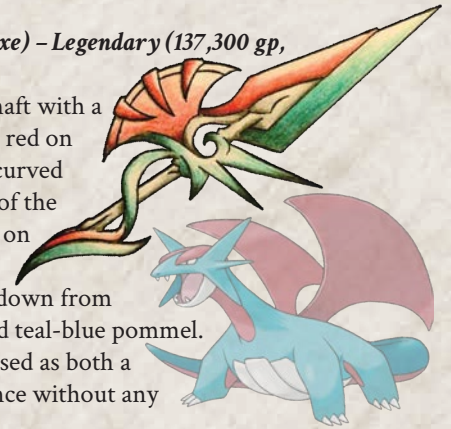 xe) – Legendary (137,300 gp,
haft with a
red on
curved
of the
on
down from
d teal-blue pommel.
sed as both a
nce without any